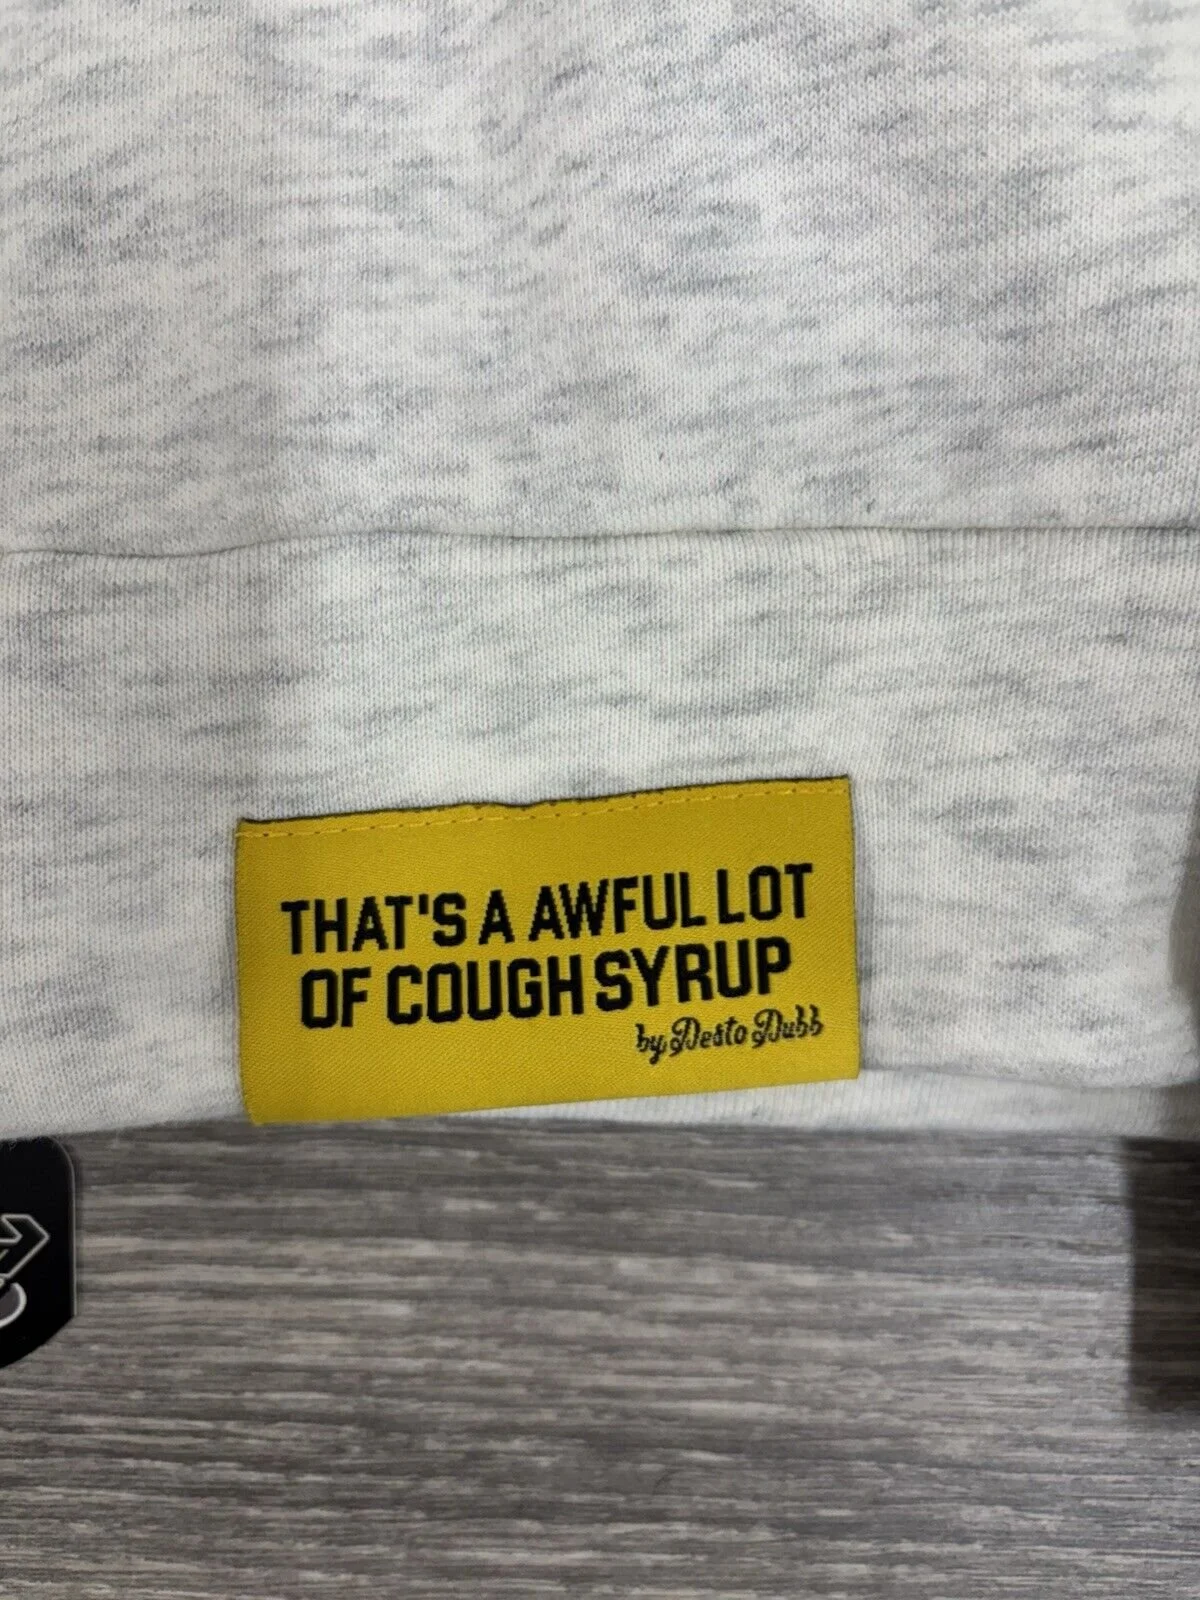 THAT'S A AWFUL LOT
OF COUGH SYRUP
by Desto Dubb